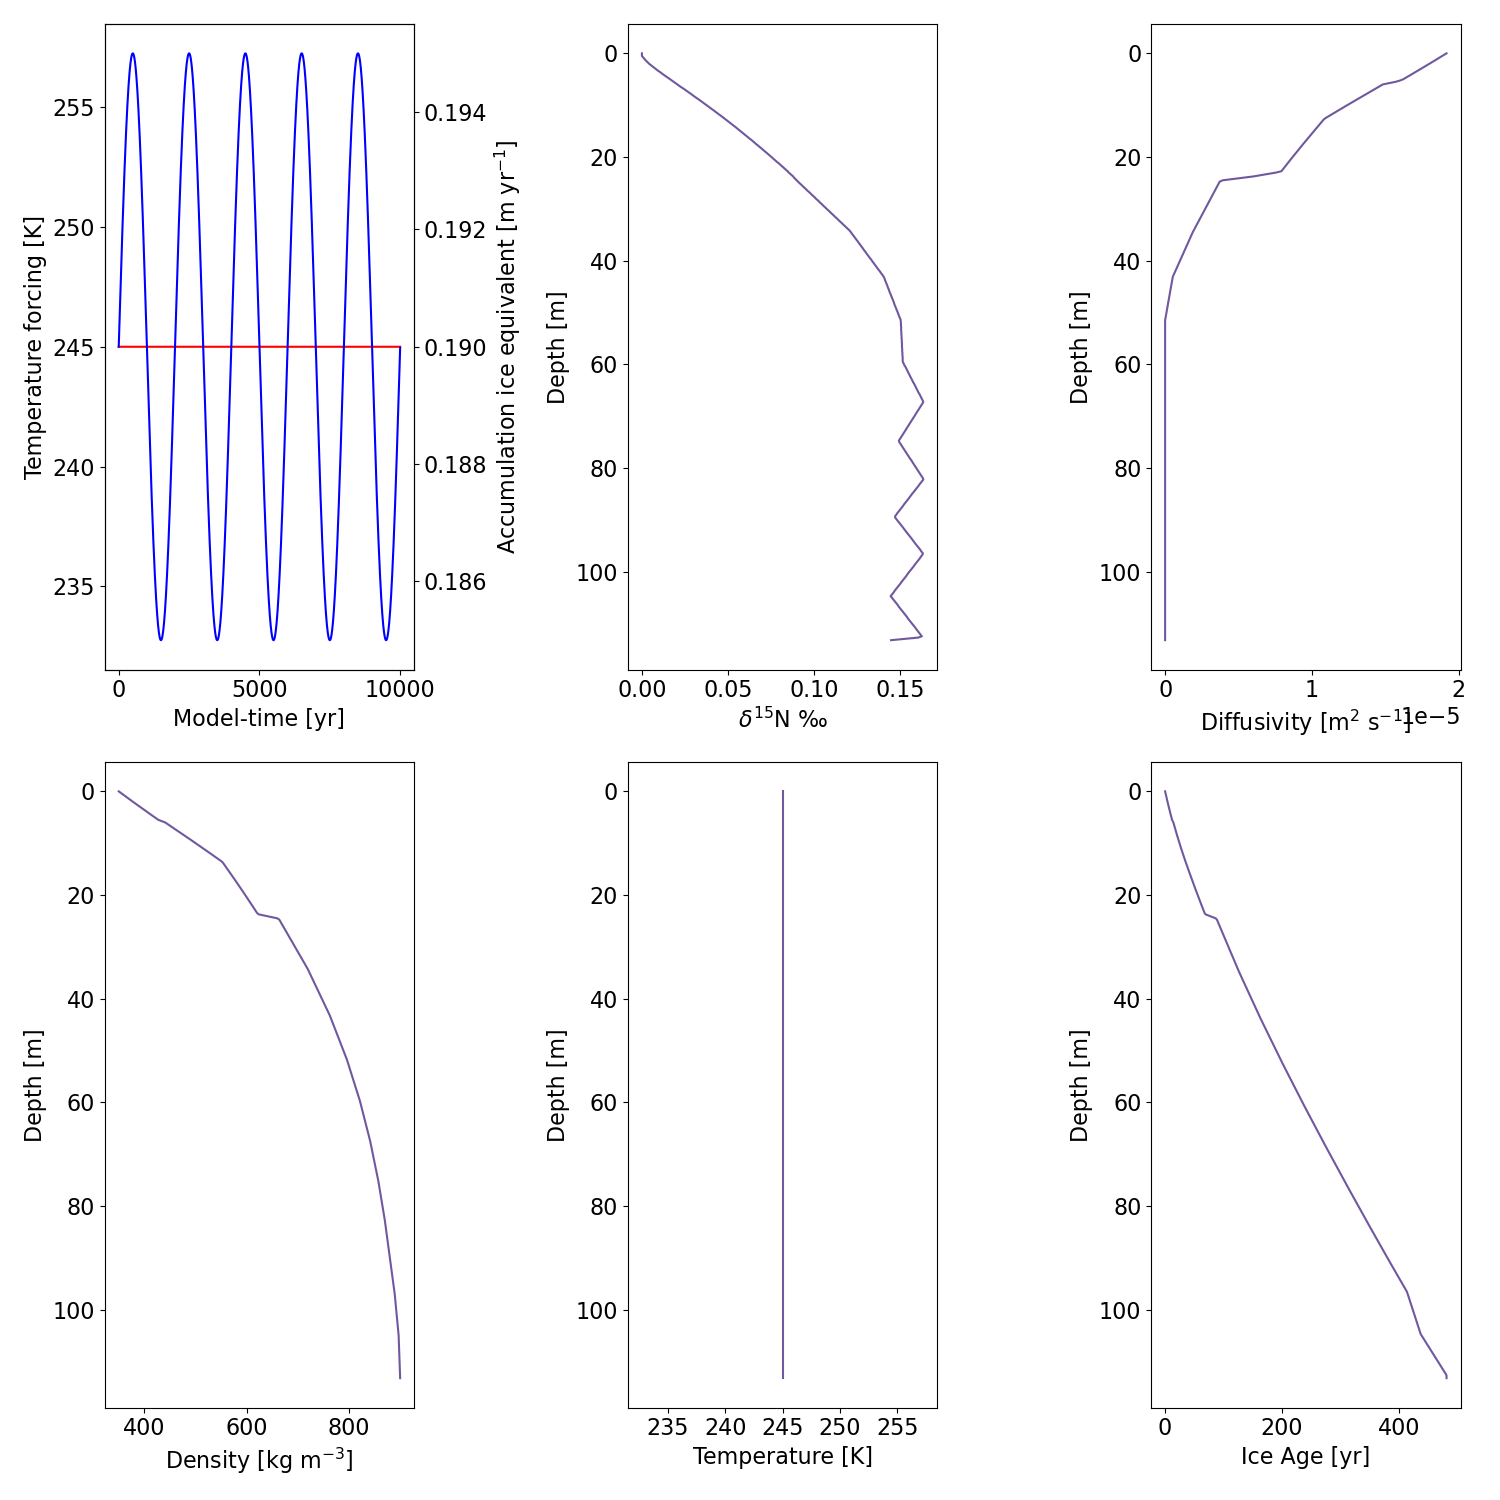 Temperature forcing [K]
255
250
245
240
235
0 5000 10000
Model-time [yr]
0.194
0.192
0.190
0.188
0.186
Accumulation ice equivalent [m yr⁻¹]
Depth [m]
0
20
40
60
80
100
0.00 0.05 0.10 0.15
δ¹⁵N ‰
Depth [m]
0
20
40
60
80
100
0 1 2
Diffusivity [m² s⁻¹]
1e−5
Depth [m]
0
20
40
60
80
100
400 600 800
Density [kg m⁻³]
Depth [m]
0
20
40
60
80
100
235 240 245 250 255
Temperature [K]
Depth [m]
0
20
40
60
80
100
0 200 400
Ice Age [yr]